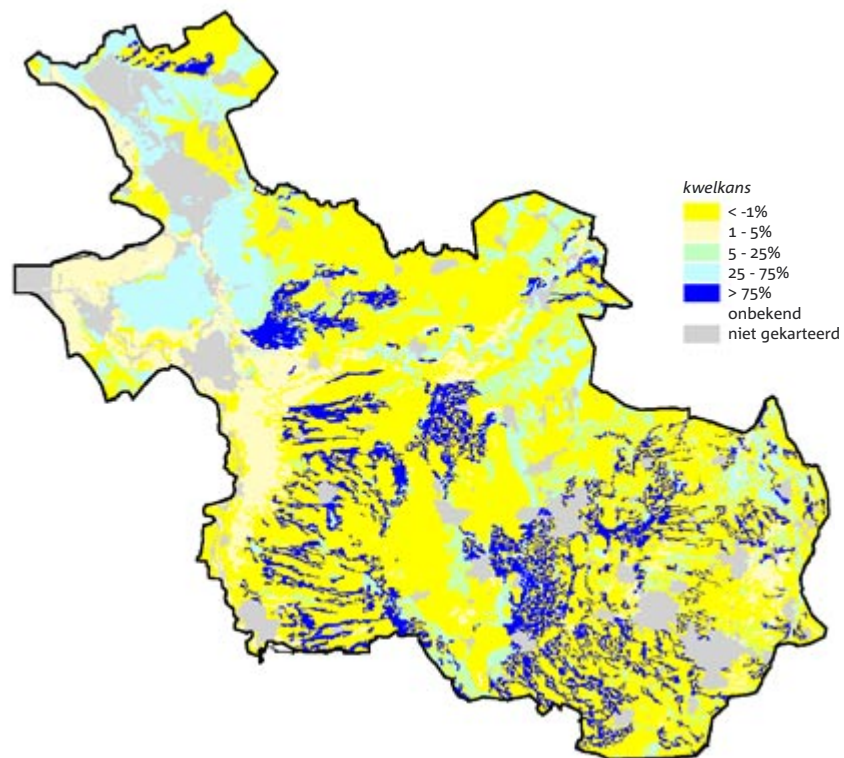 kwelkans
< -1%
1 - 5%
5 - 25%
25 - 75%
> 75%
onbekend
niet gekarteerd